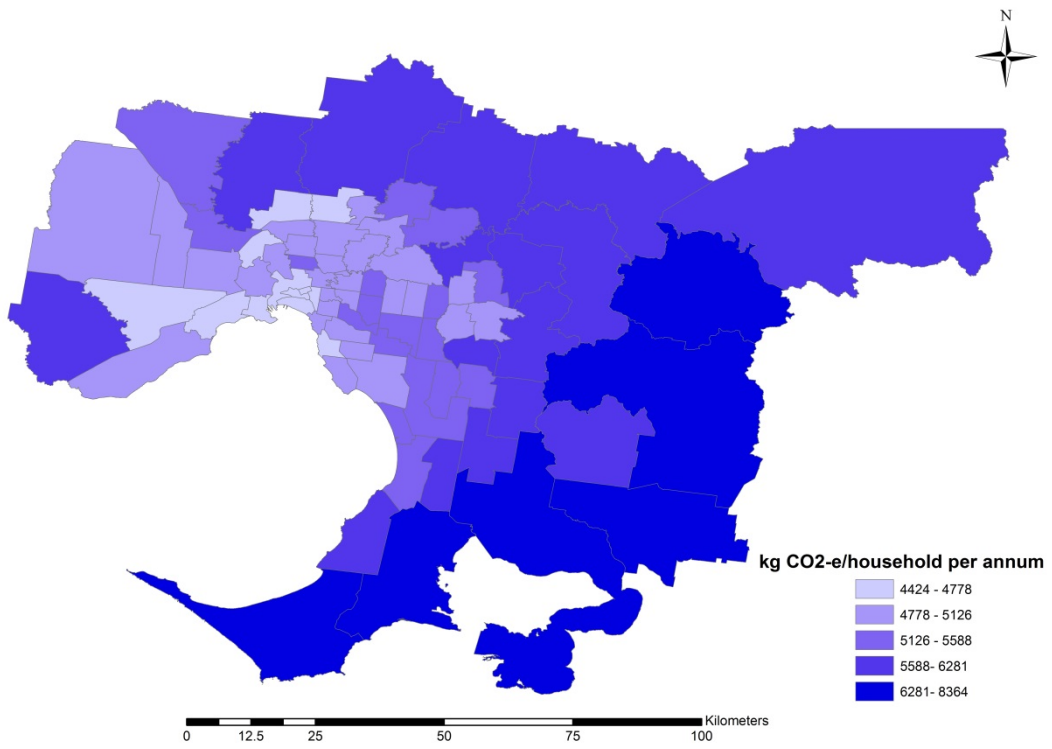 N
kg CO2-e/household per annum
4424 - 4778
4778 - 5126
5126 - 5588
5588- 6281
6281- 8364
Kilometers
0 12.5 25 50 75 100